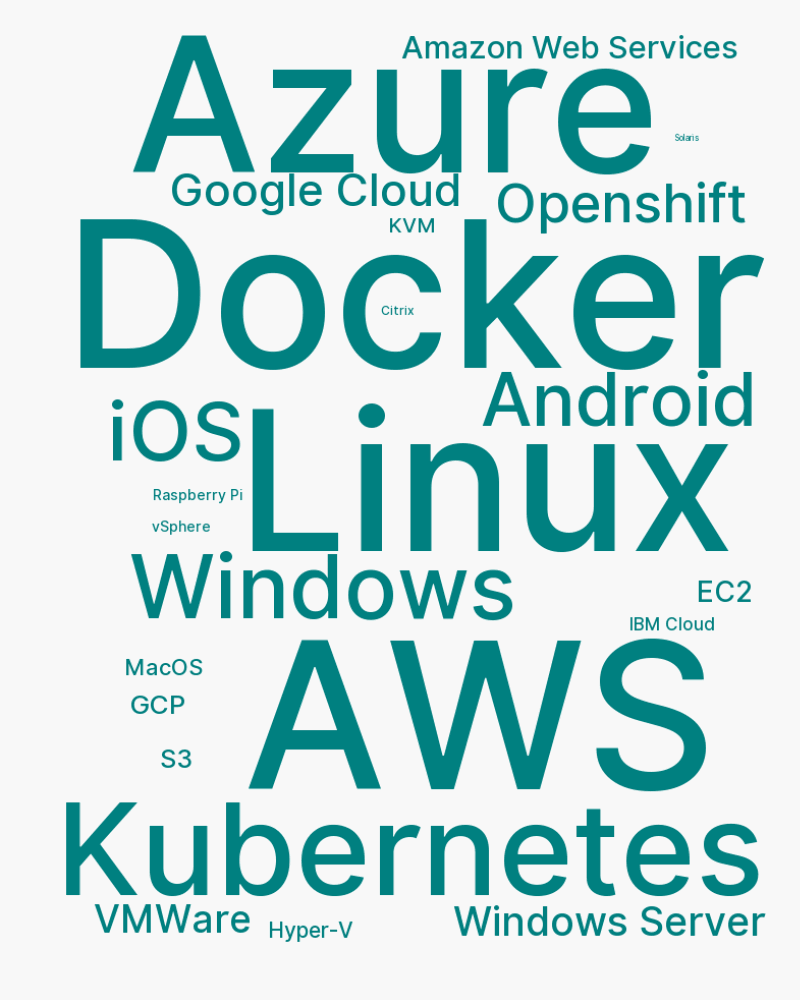 Amazon Web Services
Azure
Solaris
Google Cloud
Openshift
KVM
Docker
Citrix
Android
iOS
Linux
Raspberry Pi
vSphere
Windows
EC2
IBM Cloud
MacOS
AWS
GCP
S3
Kubernetes
VMWare
Hyper-V
Windows Server